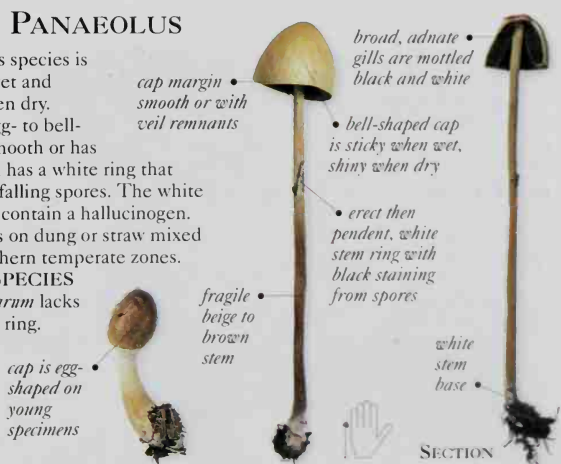 PANAEOLUS
s species is
et and
en dry.
gg- to bell-
nooth or has
has a white ring that
falling spores. The white
contain a hallucinogen.
s on dung or straw mixed
hern temperate zones.
SPECIES
arum lacks
ring.
cap margin
smooth or with
veil remnants
broad, adnate
gills are mottled
black and white
bell-shaped cap
is sticky when wet,
shiny when dry
erect then
pendent, white
stem ring with
black staining
from spores
fragile
beige to
brown
stem
cap is egg-
shaped on
young
specimens
white
stem
base
SECTION